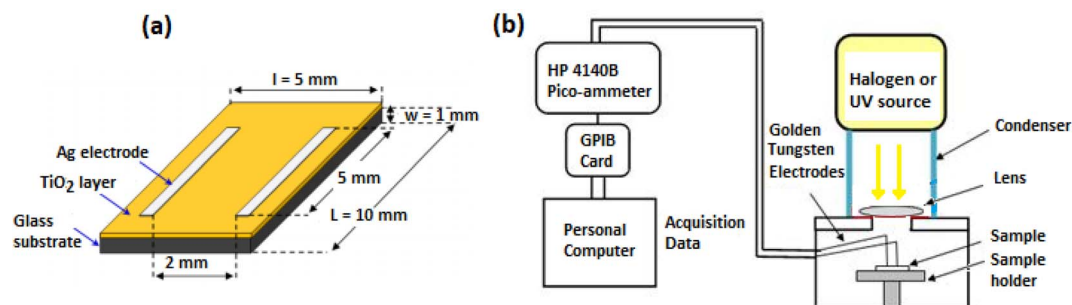 (a)
l = 5 mm
w = 1 mm
Ag electrode
TiO₂ layer
5 mm
L = 10 mm
Glass
substrate
2 mm
(b)
HP 4140B
Pico-ammeter
GPIB
Card
Personal
Computer
Acquisition
Data
Halogen or
UV source
Golden
Tungsten
Electrodes
Condenser
Lens
Sample
Sample
holder